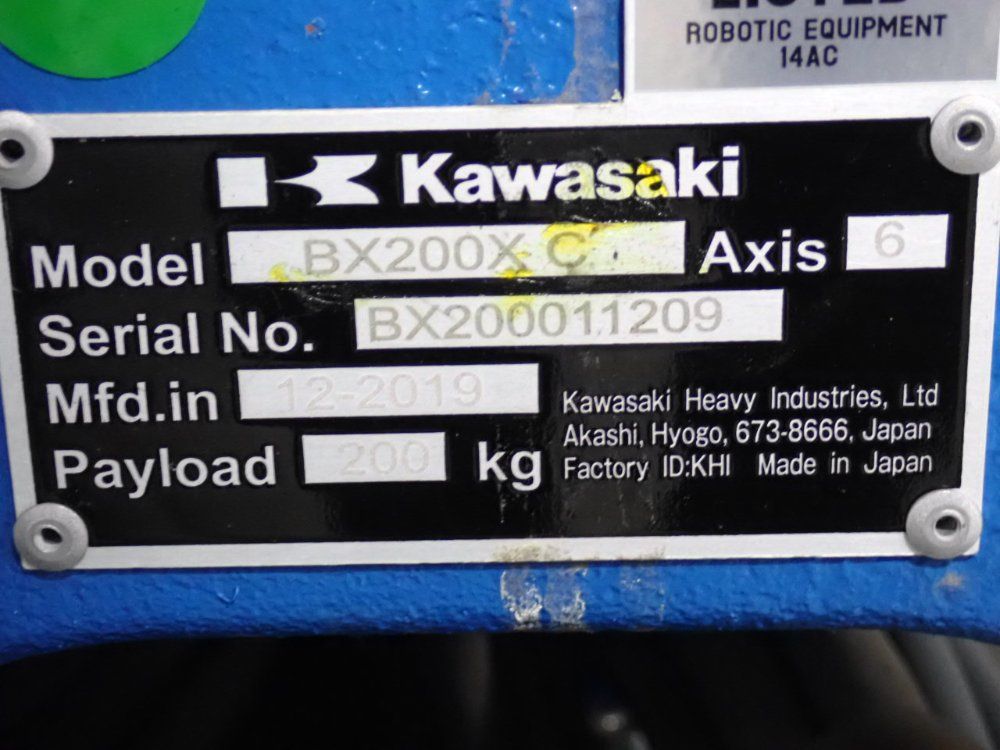 LISTED
ROBOTIC EQUIPMENT
14AC
Kawasaki
Model BX200X C Axis 6
Serial No. BX200011209
Mfd.in 12-2019
Payload 200 kg
Kawasaki Heavy Industries, Ltd
Akashi, Hyogo, 673-8666, Japan
Factory ID:KHI Made in Japan